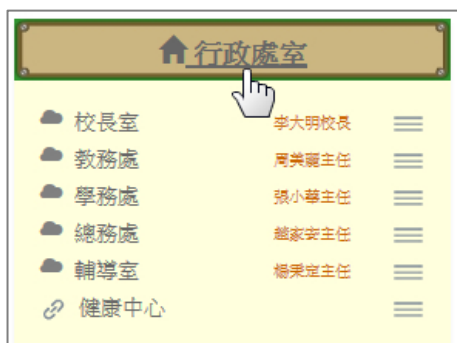 行政處室
校長室 李大明校長
教務處 周美麗主任
學務處 張小華主任
總務處 趙家安主任
輔導室 楊秉定主任
健康中心